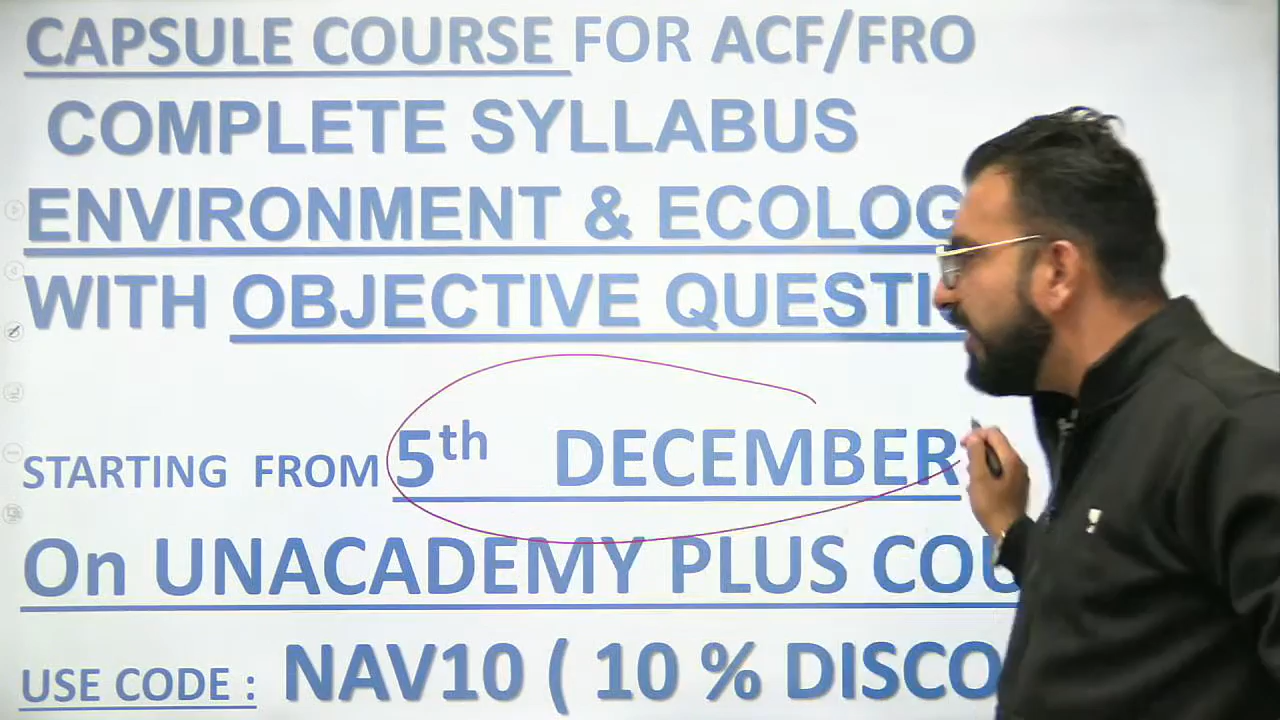 CAPSULE COURSE FOR ACF/FRO
COMPLETE SYLLABUS
ENVIRONMENT & ECOLOG
WITH OBJECTIVE QUESTI
STARTING FROM 5th DECEMBER
On UNACADEMY PLUS COU
USE CODE : NAV10 ( 10 % DISCO